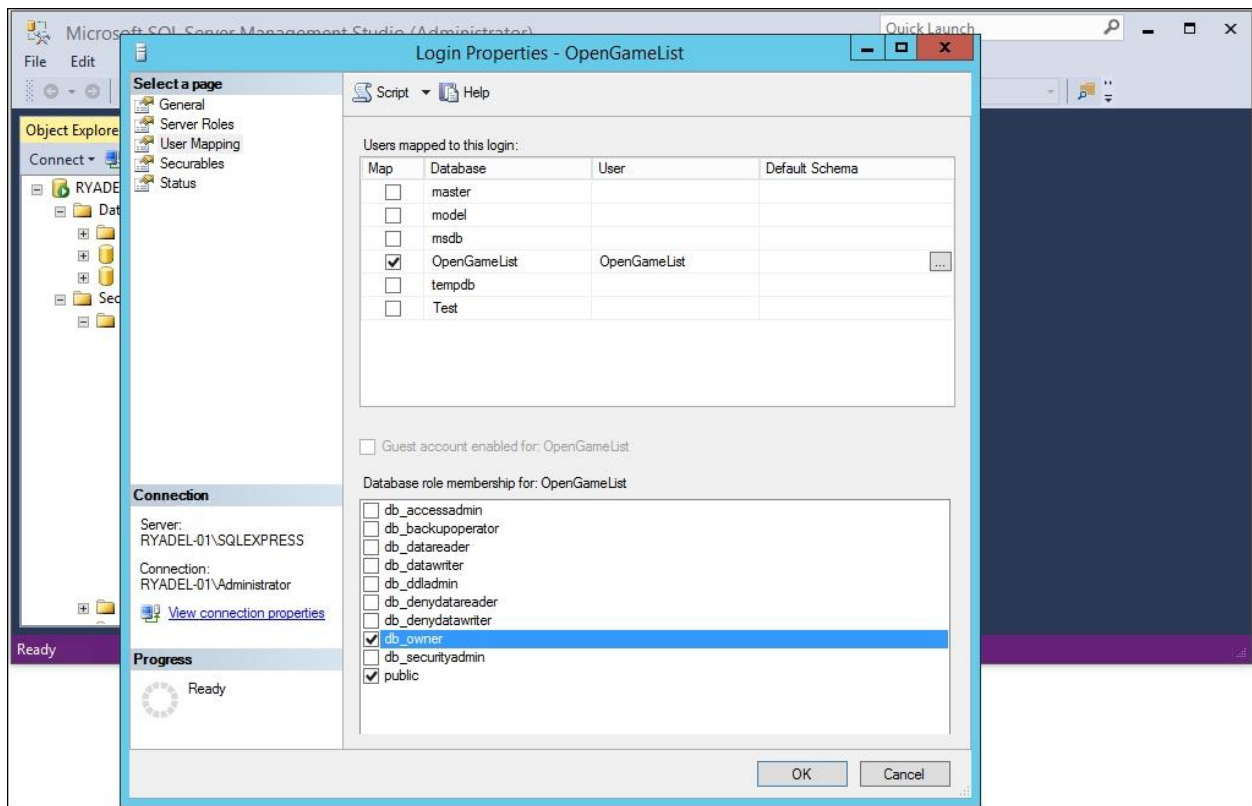 Microsoft SQL Server Management Studio (Administrator)
Quick Launch
File Edit
Login Properties - OpenGameList
Select a page
General
Server Roles
User Mapping
Securables
Status
Script Help
Object Explore
Connect
RYADE
Dat
Sec
Users mapped to this login:
Map Database User Default Schema
master
model
msdb
OpenGameList OpenGameList ...
tempdb
Test
Guest account enabled for: OpenGameList
Database role membership for: OpenGameList
db_accessadmin
db_backupoperator
db_datareader
db_datawriter
db_ddladmin
db_denydatareader
db_denydatawriter
db_owner
db_securityadmin
public
Connection
Server:
RYADEL-01\SQLEXPRESS
Connection:
RYADEL-01\Administrator
View connection properties
Progress
Ready
Ready
OK Cancel